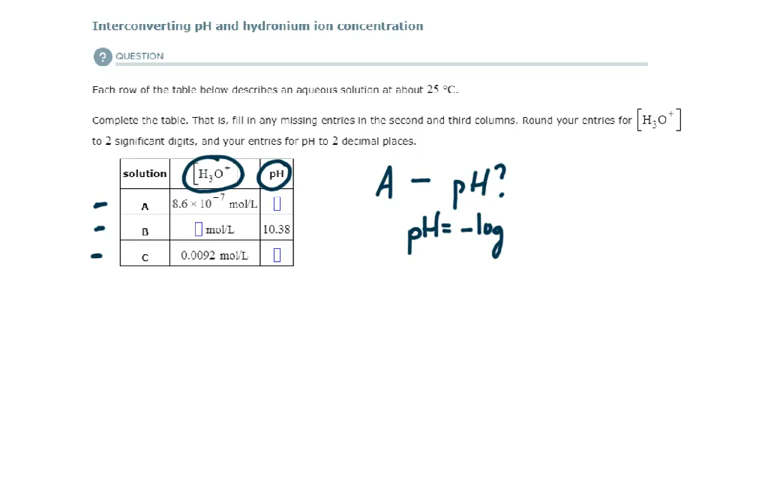 Interconverting pH and hydronium ion concentration
? QUESTION
Each row of the table below describes an aqueous solution at about 25 °C.
Complete the table. That is, fill in any missing entries in the second and third columns. Round your entries for [H₃O⁺]
to 2 significant digits, and your entries for pH to 2 decimal places.
solution [H₃O⁺] pH
A 8.6 × 10⁻⁷ mol/L
B mol/L 10.38
C 0.0092 mol/L
A - pH?
pH = -log